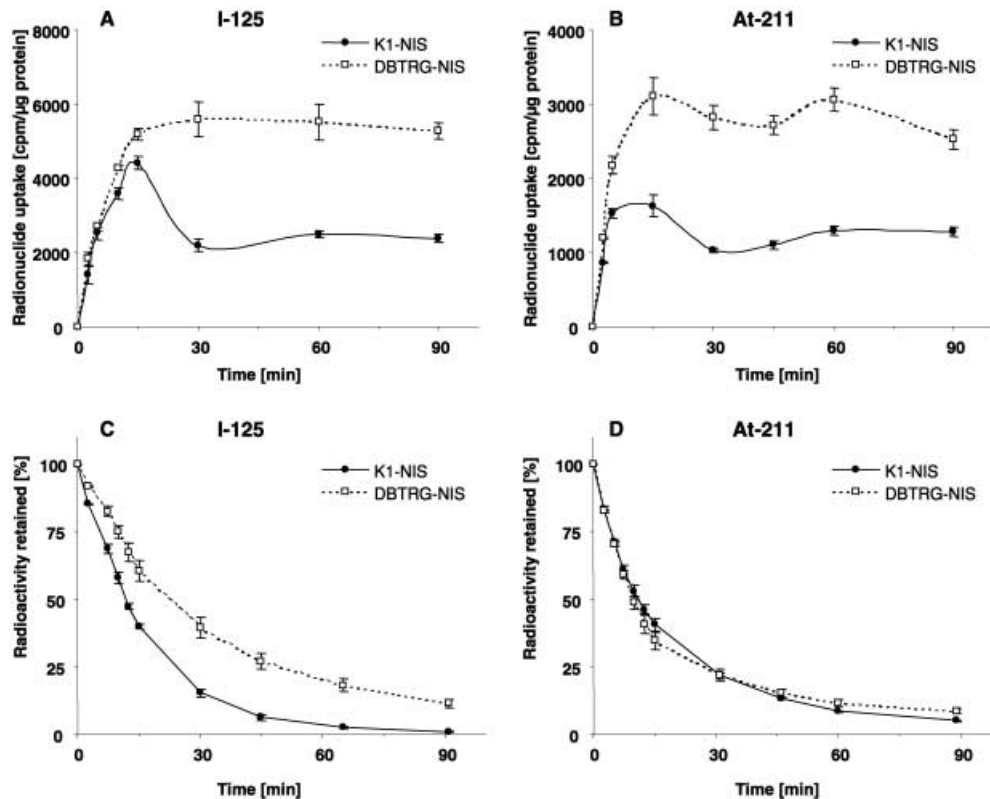 A
I-125
K1-NIS
DBTRG-NIS
Radionuclide uptake [cpm/µg protein]
8000
6000
4000
2000
0
0 30 60 90
Time [min]
B
At-211
K1-NIS
DBTRG-NIS
Radionuclide uptake [cpm/µg protein]
4000
3000
2000
1000
0
0 30 60 90
Time [min]
C
I-125
K1-NIS
DBTRG-NIS
Radioactivity retained [%]
100
75
50
25
0
0 30 60 90
Time [min]
D
At-211
K1-NIS
DBTRG-NIS
Radioactivity retained [%]
100
75
50
25
0
0 30 60 90
Time [min]